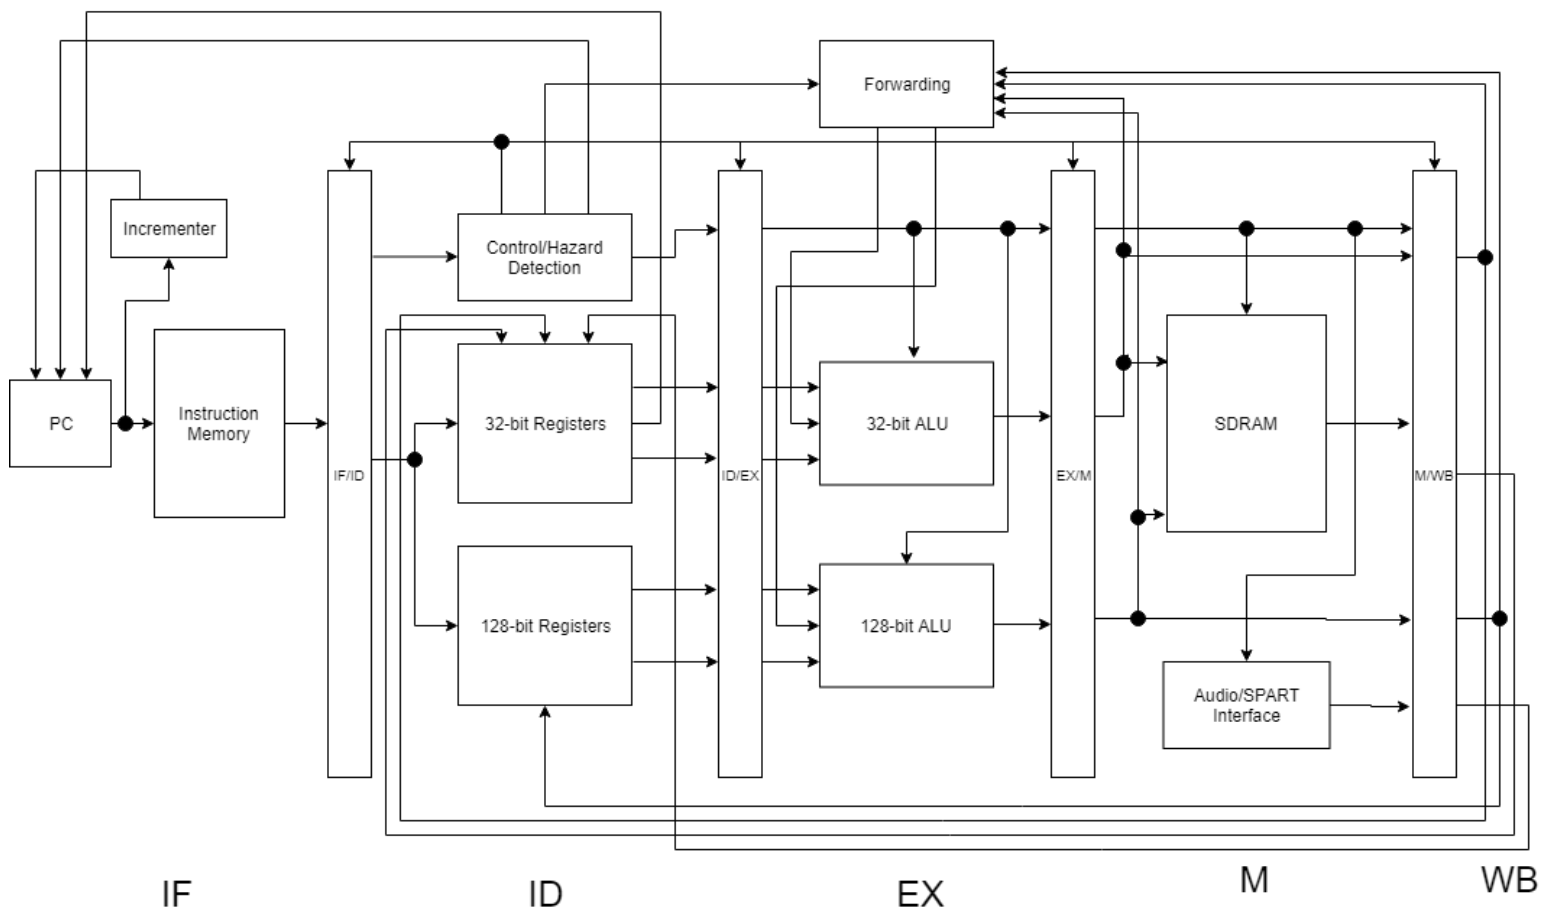 Forwarding
Incrementer
Control/Hazard
Detection
PC
Instruction
Memory
32-bit Registers
32-bit ALU
SDRAM
IF/ID
ID/EX
EX/M
M/WB
128-bit Registers
128-bit ALU
Audio/SPART
Interface
IF
ID
EX
M
WB